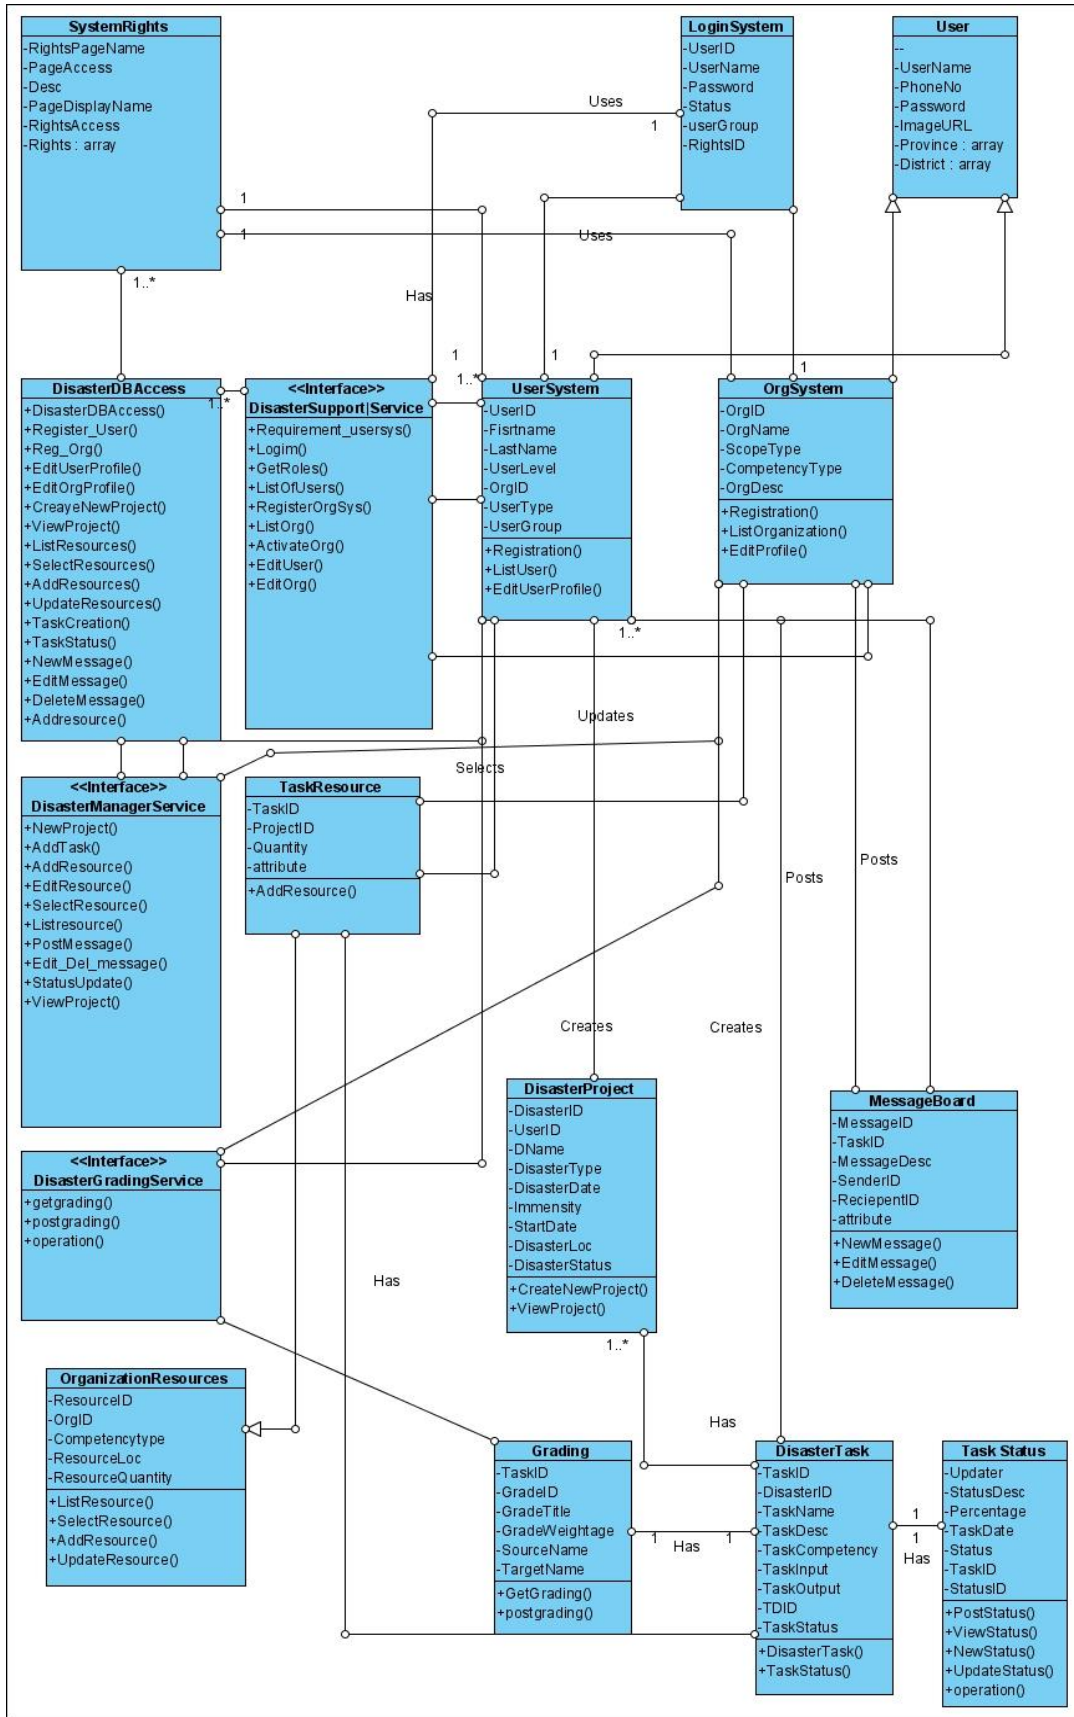 SystemRights
-RightsPageName
-PageAccess
-Desc
-PageDisplayName
-RightsAccess
-Rights : array
LoginSystem
-UserID
-UserName
-Password
-Status
-userGroup
-RightsID
User
--
-UserName
-PhoneNo
-Password
-ImageURL
-Province : array
-District : array
Uses
1
1
1
Uses
1..*
Has
1
1..*
1
1
1..*
DisasterDBAccess
+DisasterDBAccess()
+Register_User()
+Reg_Org()
+EditUserProfile()
+EditOrgProfile()
+CreayeNewProject()
+ViewProject()
+ListResources()
+SelectResources()
+AddResources()
+UpdateResources()
+TaskCreation()
+TaskStatus()
+NewMessage()
+EditMessage()
+DeleteMessage()
+Addresource()
<<Interface>>
DisasterSupport|Service
+Requirement_usersys()
+Logim()
+GetRoles()
+ListOfUsers()
+RegisterOrgSys()
+ListOrg()
+ActivateOrg()
+EditUser()
+EditOrg()
UserSystem
-UserID
-Fisrtname
-LastName
-UserLevel
-OrgID
-UserType
-UserGroup
+Registration()
+ListUser()
+EditUserProfile()
OrgSystem
-OrgID
-OrgName
-ScopeType
-CompetencyType
-OrgDesc
+Registration()
+ListOrganization()
+EditProfile()
1..*
Updates
Selects
<<Interface>>
DisasterManagerService
+NewProject()
+AddTask()
+AddResource()
+EditResource()
+SelectResource()
+Listresource()
+PostMessage()
+Edit_Del_message()
+StatusUpdate()
+ViewProject()
TaskResource
-TaskID
-ProjectID
-Quantity
-attribute
+AddResource()
Posts
Posts
Creates
Creates
DisasterProject
-DisasterID
-UserID
-DName
-DisasterType
-DisasterDate
-Immensity
-StartDate
-DisasterLoc
-DisasterStatus
+CreateNewProject()
+ViewProject()
MessageBoard
-MessageID
-TaskID
-MessageDesc
-SenderID
-ReciepentID
-attribute
+NewMessage()
+EditMessage()
+DeleteMessage()
<<Interface>>
DisasterGradingService
+getgrading()
+postgrading()
+operation()
Has
1..*
OrganizationResources
-ResourceID
-OrgID
-Competencytype
-ResourceLoc
-ResourceQuantity
+ListResource()
+SelectResource()
+AddResource()
+UpdateResource()
Has
Grading
-TaskID
-GradeID
-GradeTitle
-GradeWeightage
-SourceName
-TargetName
+GetGrading()
+postgrading()
1
Has
1
DisasterTask
-TaskID
-DisasterID
-TaskName
-TaskDesc
-TaskCompetency
-TaskInput
-TaskOutput
-TDID
-TaskStatus
+DisasterTask()
+TaskStatus()
1
1
Has
Task Status
-Updater
-StatusDesc
-Percentage
-TaskDate
-Status
-TaskID
-StatusID
+PostStatus()
+ViewStatus()
+NewStatus()
+UpdateStatus()
+operation()